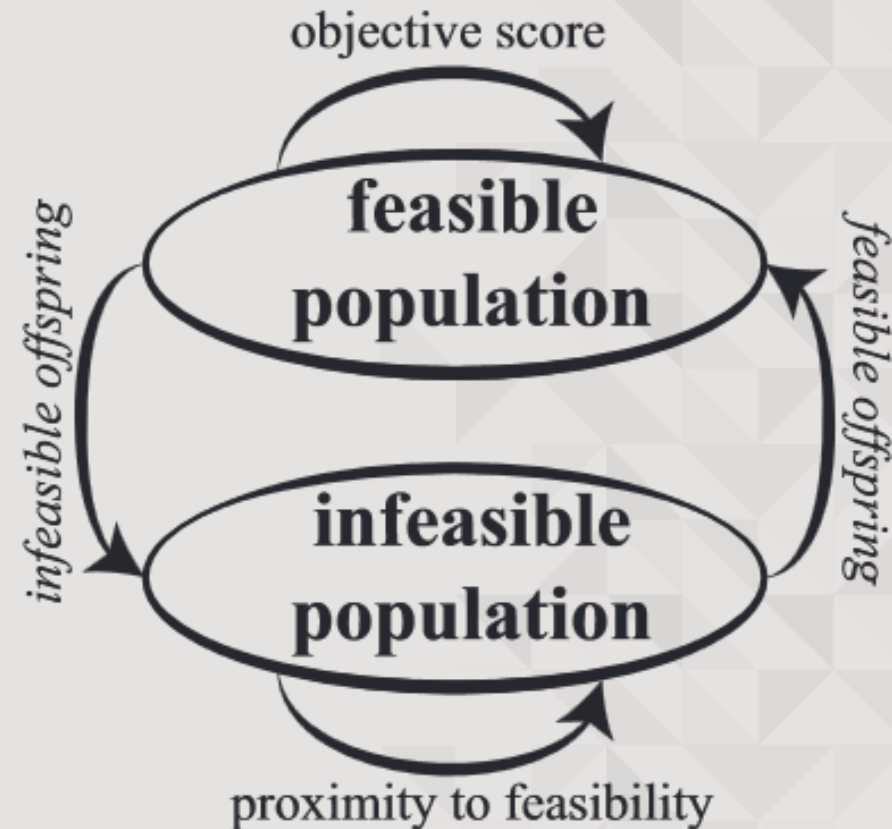 objective score
feasible
population
infeasible offspring
feasible offspring
infeasible
population
proximity to feasibility